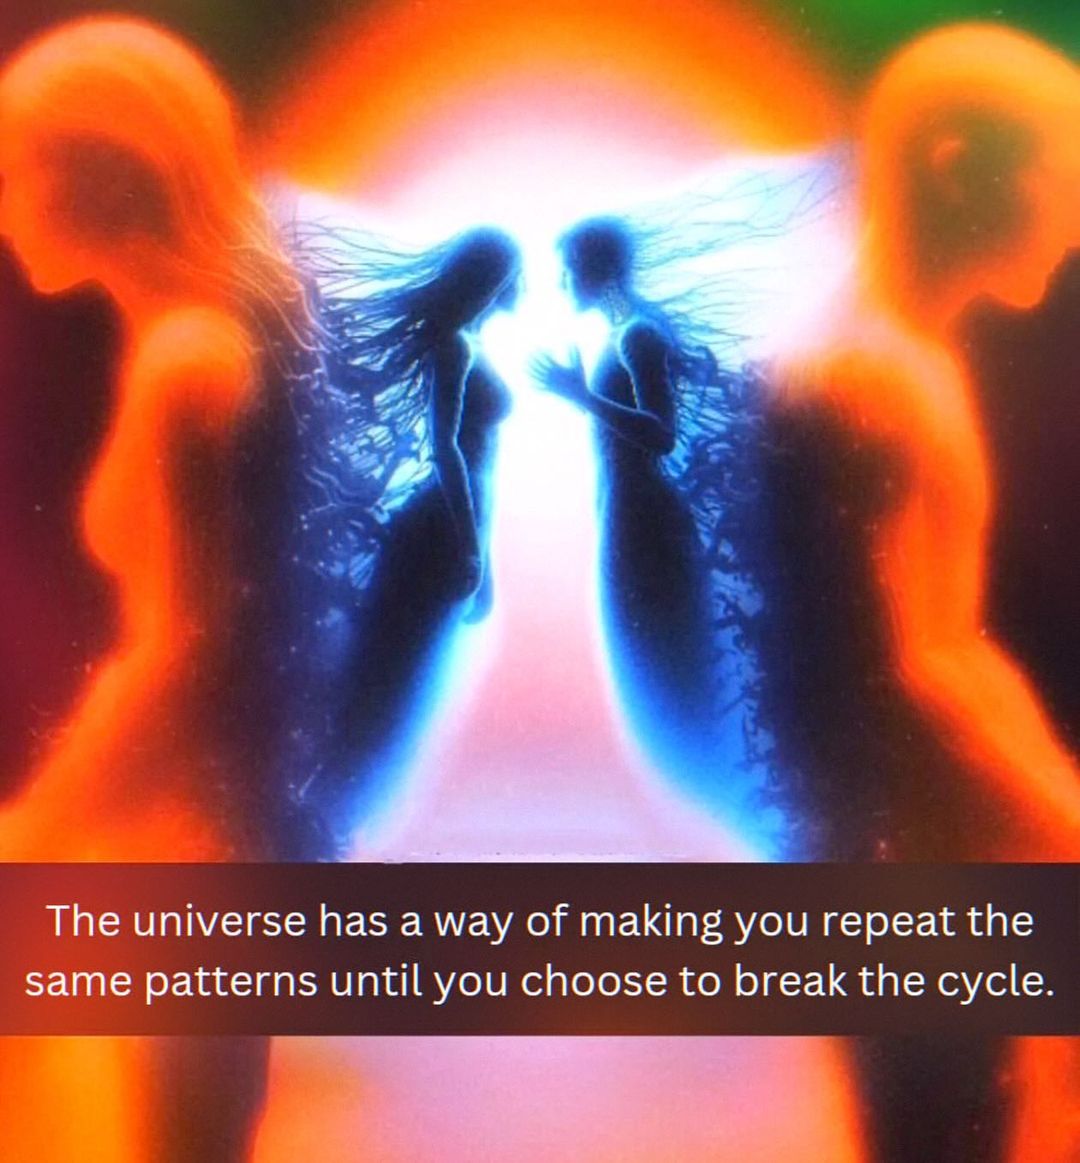 The universe has a way of making you repeat the
same patterns until you choose to break the cycle.